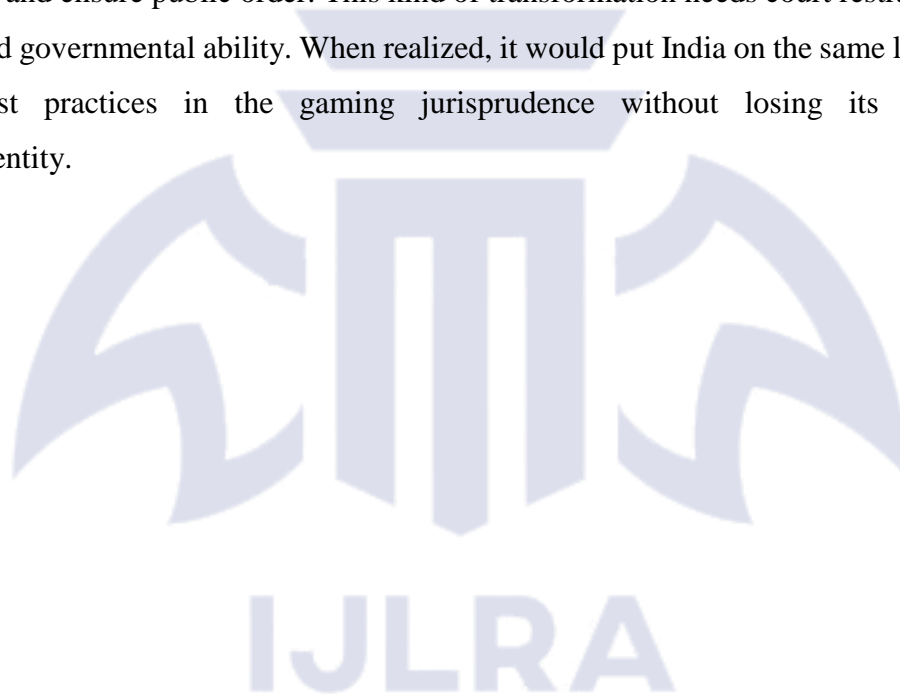 and ensure public order. This kind of transformation needs court
d governmental ability. When realized, it would put India on the same
st practices in the gaming jurisprudence without losing its
entity.
IJLRA